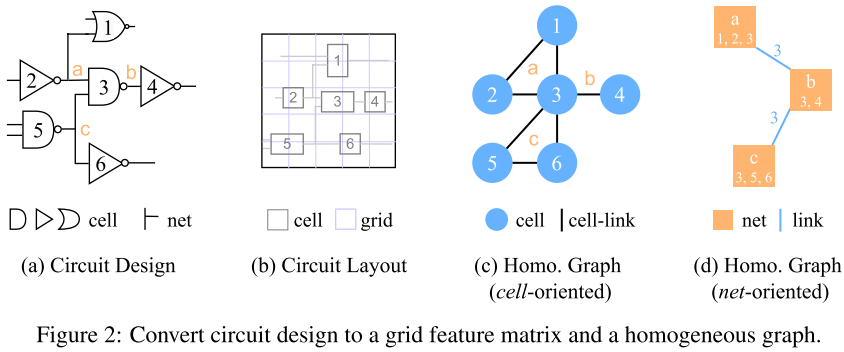 1
2
a
3
b
4
5
c
6
cell
net
(a) Circuit Design
1
2
3
4
5
6
cell
grid
(b) Circuit Layout
1
a
2
3
b
4
c
5
6
cell
cell-link
(c) Homo. Graph
(cell-oriented)
a
1, 2, 3
3
b
3, 4
3
c
3, 5, 6
net
link
(d) Homo. Graph
(net-oriented)
Figure 2: Convert circuit design to a grid feature matrix and a homogeneous graph.